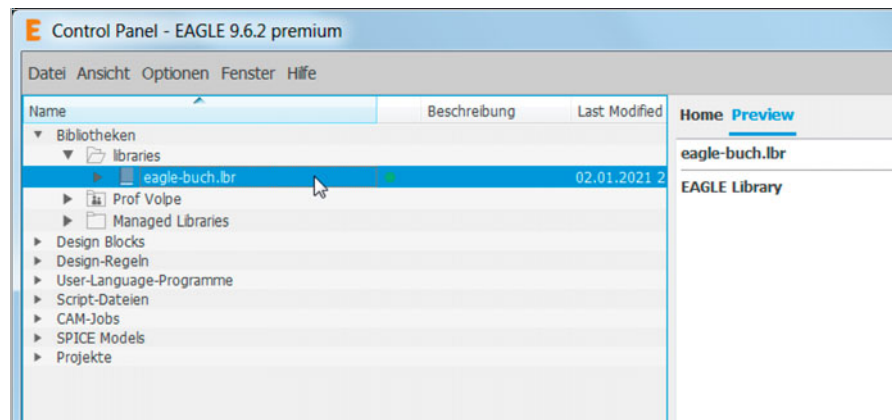 E Control Panel - EAGLE 9.6.2 premium
Datei Ansicht Optionen Fenster Hilfe
Name Beschreibung Last Modified
Home Preview
Bibliotheken
libraries
eagle-buch.lbr 02.01.2021 2
eagle-buch.lbr
EAGLE Library
Prof Volpe
Managed Libraries
Design Blocks
Design-Regeln
User-Language-Programme
Script-Dateien
CAM-Jobs
SPICE Models
Projekte